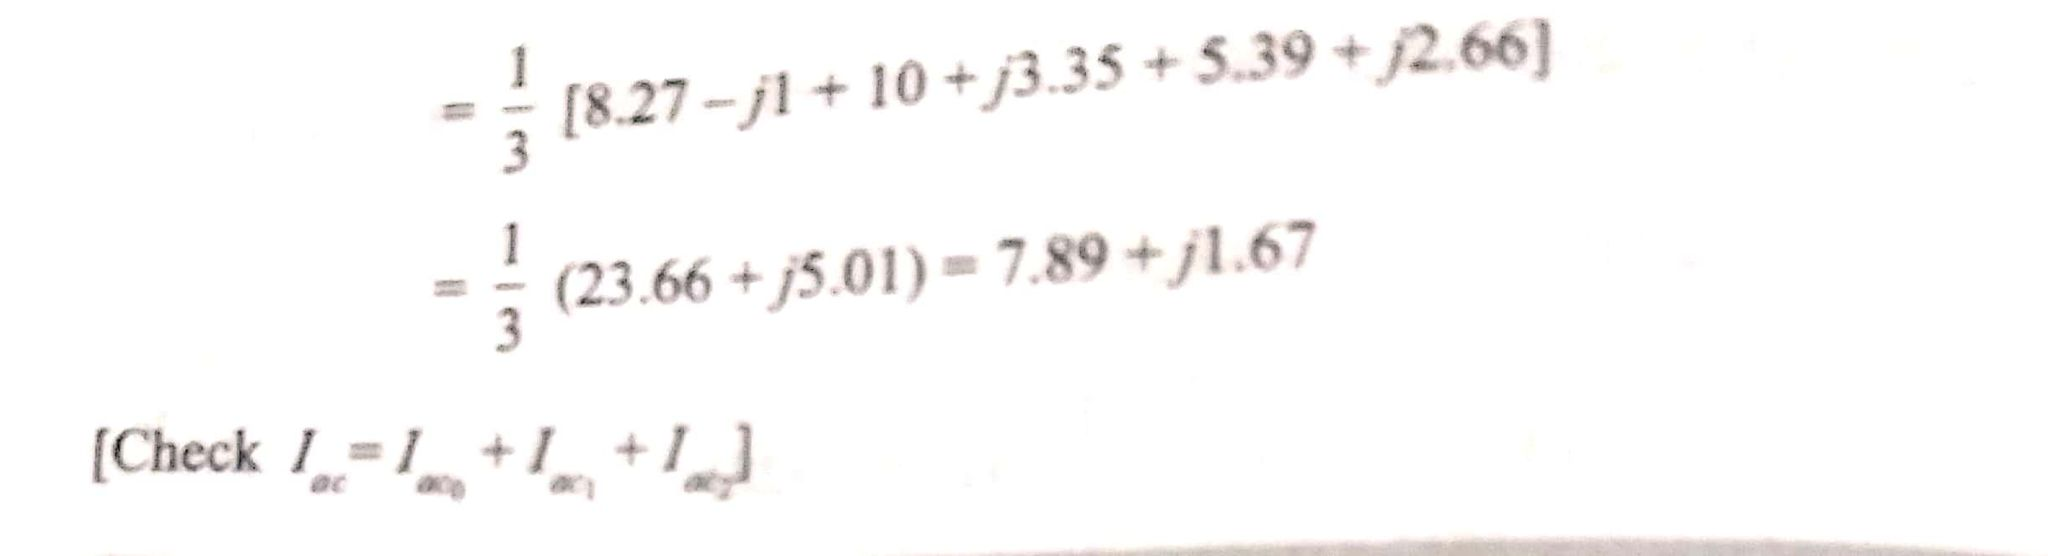 = 1/3 [8.27 – j1 + 10 + j3.35 + 5.39 + j2.66]
= 1/3 (23.66 + j5.01) = 7.89 + j1.67
[Check I_ac = I_ac0 + I_ac1 + I_ac2]